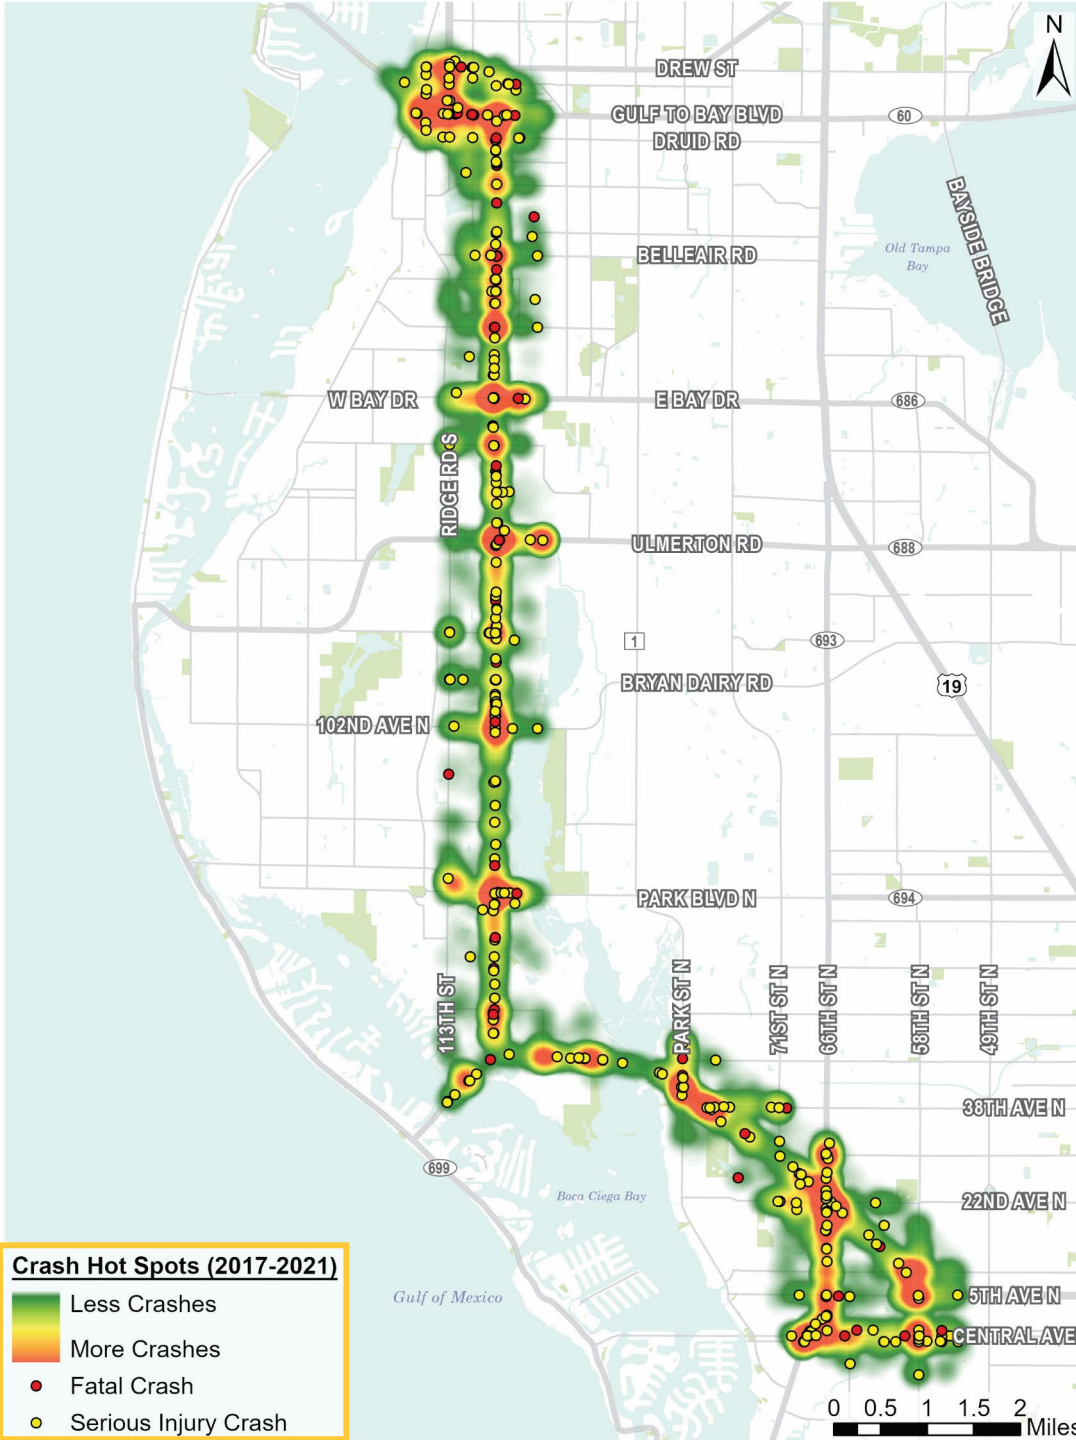 N
DREW ST
GULF TO BAY BLVD
60
DRUID RD
BAYSIDE BRIDGE
Old Tampa
Bay
BELLEAIR RD
W BAY DR
E BAY DR
686
RIDGE RD S
ULMERTON RD
688
1
693
BRYAN DAIRY RD
19
102ND AVE N
PARK BLVD N
694
113TH ST
PARK ST N
71ST ST N
66TH ST N
58TH ST N
49TH ST N
38TH AVE N
699
Boca Ciega Bay
22ND AVE N
Gulf of Mexico
5TH AVE N
CENTRAL AVE
Crash Hot Spots (2017-2021)
Less Crashes
More Crashes
Fatal Crash
Serious Injury Crash
0 0.5 1 1.5 2
Miles